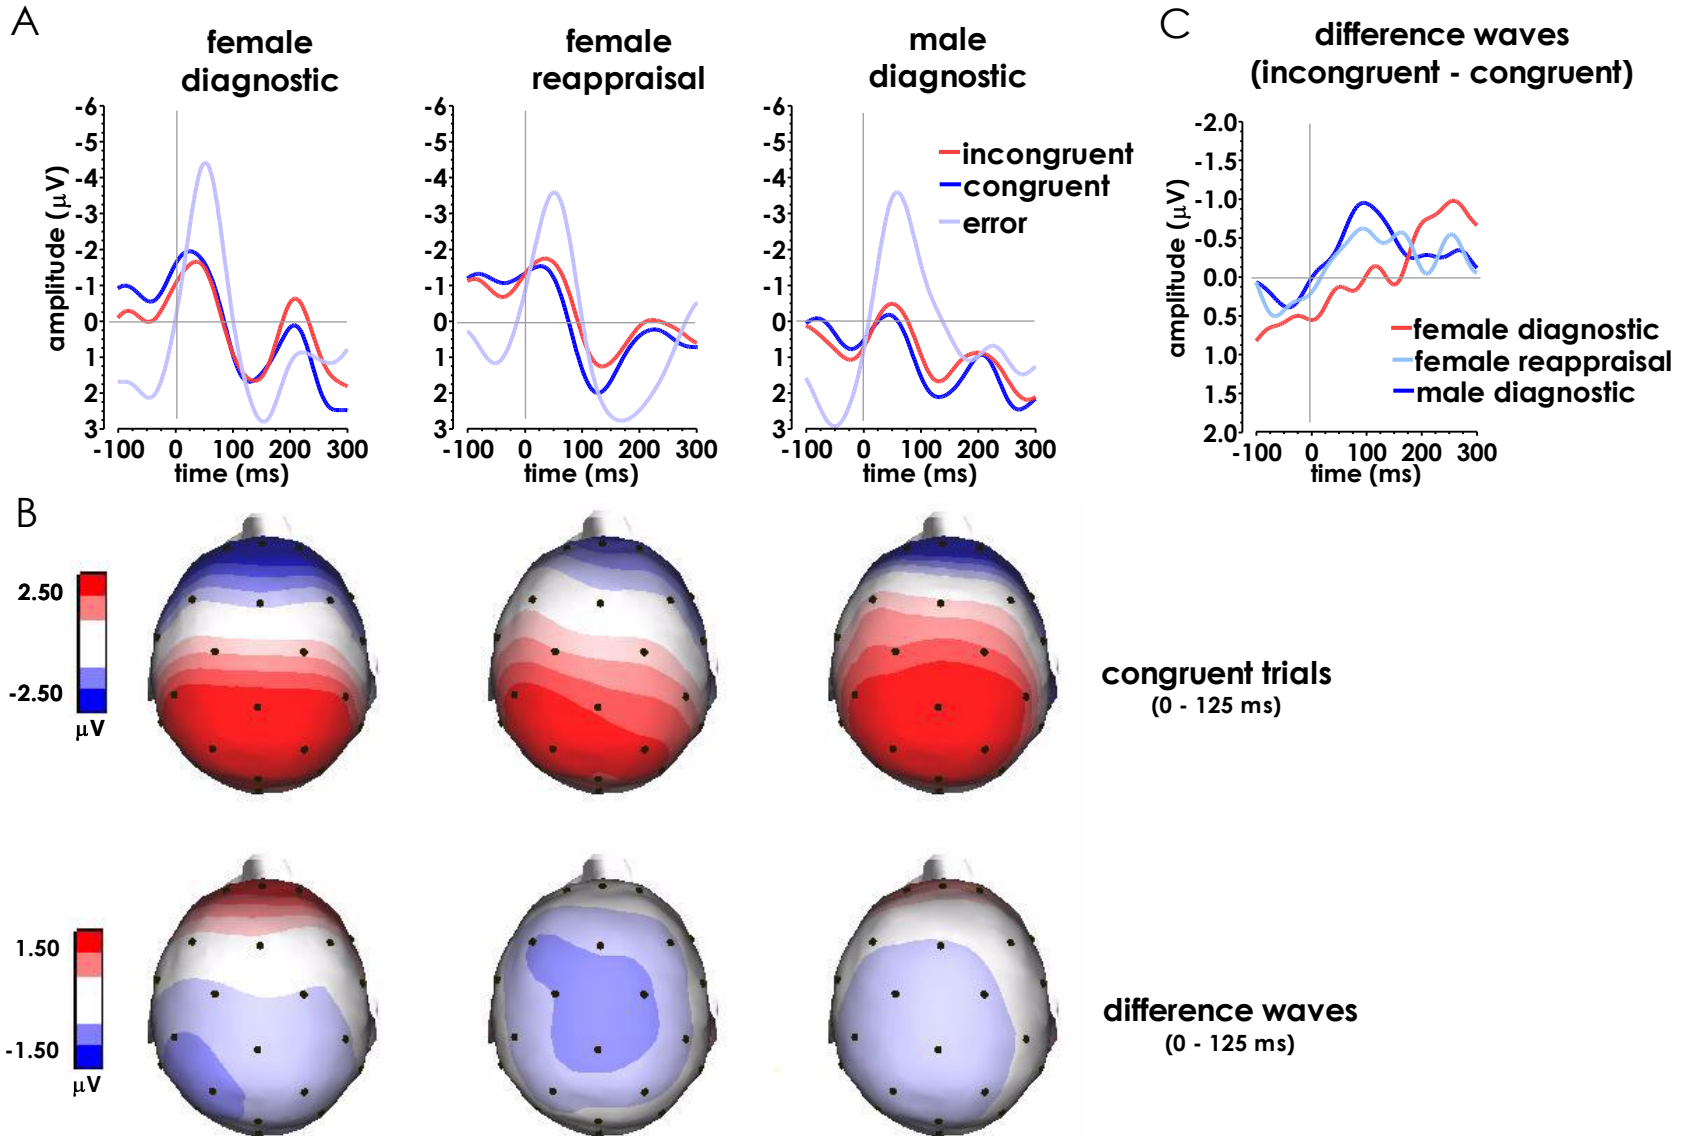 A
female
diagnostic
-6
-5
-4
-3
-2
-1
0
1
2
3
amplitude (μV)
-100 0 100 200 300
time (ms)
female
reappraisal
-6
-5
-4
-3
-2
-1
0
1
2
3
-100 0 100 200 300
time (ms)
male
diagnostic
-6
-5
-4
-3
-2
-1
0
1
2
3
-100 0 100 200 300
time (ms)
incongruent
congruent
error
C
difference waves
(incongruent - congruent)
-2.0
-1.5
-1.0
-0.5
0.0
0.5
1.0
1.5
2.0
amplitude (μV)
-100 0 100 200 300
time (ms)
female diagnostic
female reappraisal
male diagnostic
B
2.50
-2.50
μV
congruent trials
(0 - 125 ms)
1.50
-1.50
μV
difference waves
(0 - 125 ms)